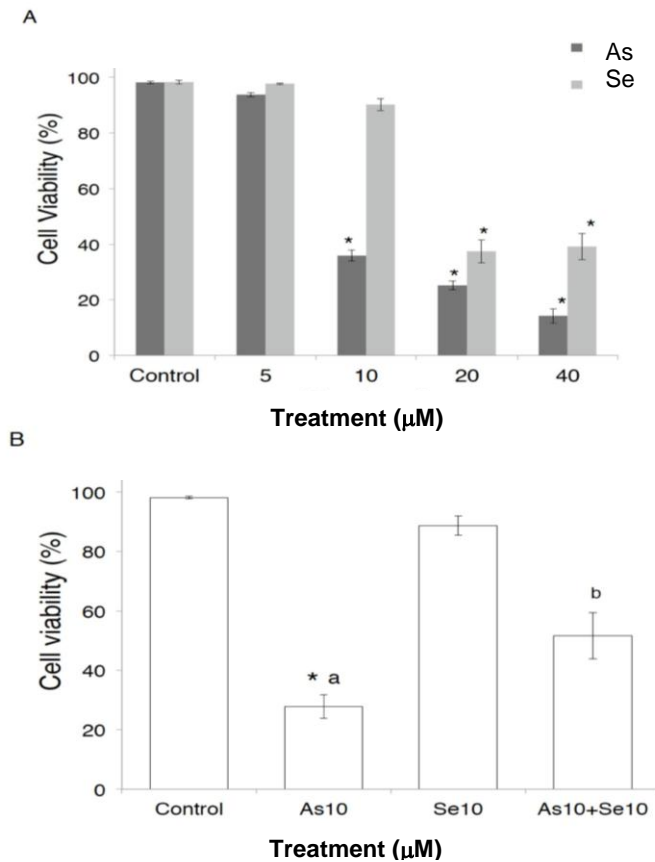 A
As
Se
Cell Viability (%)
100
80
60
40
20
0
*
*
*
*
*
Control 5 10 20 40
Treatment (μM)
B
Cell viability (%)
100
80
60
40
20
0
* a
b
Control As10 Se10 As10+Se10
Treatment (μM)